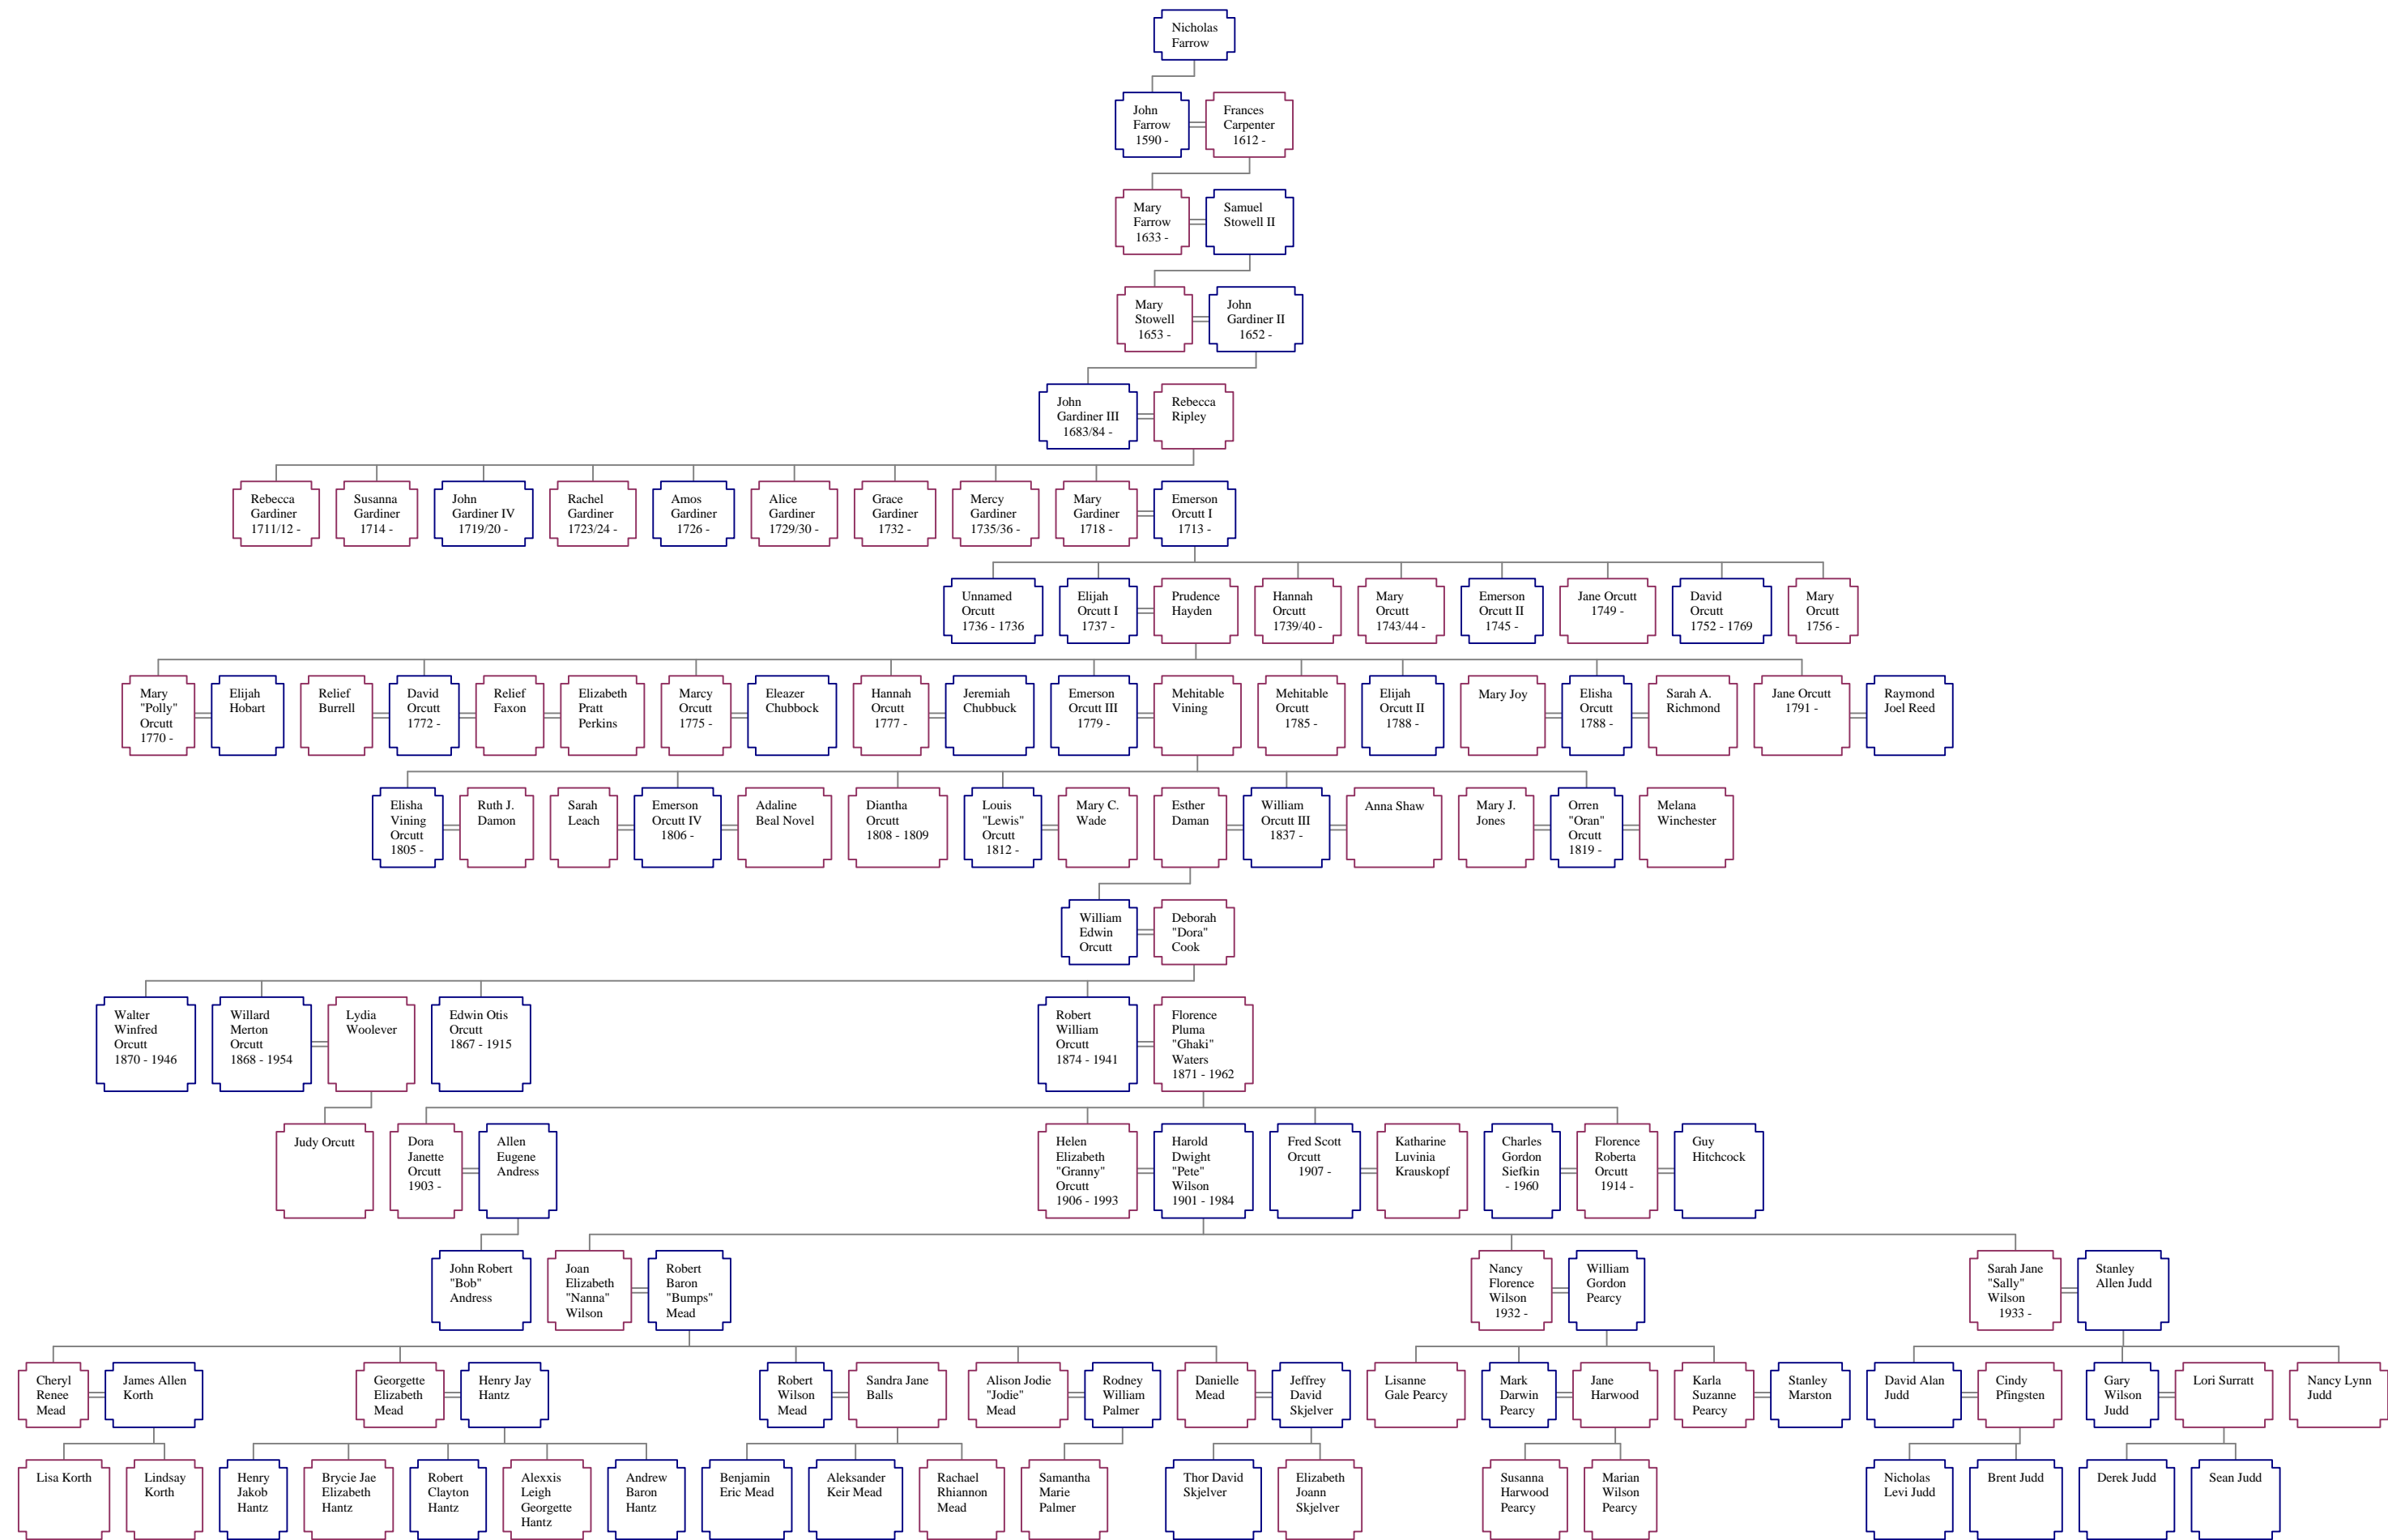 Nicholas
Farrow
John
Farrow
1590 -
Frances
Carpenter
1612 -
Mary
Farrow
1633 -
Samuel
Stowell II
Mary
Stowell
1653 -
John
Gardiner II
1652 -
John
Gardiner III
1683/84 -
Rebecca
Ripley
Rebecca
Gardiner
1711/12 -
Susanna
Gardiner
1714 -
John
Gardiner IV
1719/20 -
Rachel
Gardiner
1723/24 -
Amos
Gardiner
1726 -
Alice
Gardiner
1729/30 -
Grace
Gardiner
1732 -
Mercy
Gardiner
1735/36 -
Mary
Gardiner
1718 -
Emerson
Orcutt I
1713 -
Unnamed
Orcutt
1736 - 1736
Elijah
Orcutt I
1737 -
Prudence
Hayden
Hannah
Orcutt
1739/40 -
Mary
Orcutt
1743/44 -
Emerson
Orcutt II
1745 -
Jane Orcutt
1749 -
David
Orcutt
1752 - 1769
Mary
Orcutt
1756 -
Mary
"Polly"
Orcutt
1770 -
Elijah
Hobart
Relief
Burrell
David
Orcutt
1772 -
Relief
Faxon
Elizabeth
Pratt
Perkins
Marcy
Orcutt
1775 -
Eleazer
Chubbock
Hannah
Orcutt
1777 -
Jeremiah
Chubbuck
Emerson
Orcutt III
1779 -
Mehitable
Vining
Mehitable
Orcutt
1785 -
Elijah
Orcutt II
1788 -
Mary Joy
Elisha
Orcutt
1788 -
Sarah A.
Richmond
Jane Orcutt
1791 -
Raymond
Joel Reed
Elisha
Vining
Orcutt
1805 -
Ruth J.
Damon
Sarah
Leach
Emerson
Orcutt IV
1806 -
Adaline
Beal Novel
Diantha
Orcutt
1808 - 1809
Louis
"Lewis"
Orcutt
1812 -
Mary C.
Wade
Esther
Daman
William
Orcutt III
1837 -
Anna Shaw
Mary J.
Jones
Orren
"Oran"
Orcutt
1819 -
Melana
Winchester
William
Edwin
Orcutt
Deborah
"Dora"
Cook
Walter
Winfred
Orcutt
1870 - 1946
Willard
Merton
Orcutt
1868 - 1954
Lydia
Woolever
Edwin Otis
Orcutt
1867 - 1915
Robert
William
Orcutt
1874 - 1941
Florence
Pluma
"Ghaki"
Waters
1871 - 1962
Judy Orcutt
Dora
Janette
Orcutt
1903 -
Allen
Eugene
Andress
Helen
Elizabeth
"Granny"
Orcutt
1906 - 1993
Harold
Dwight
"Pete"
Wilson
1901 - 1984
Fred Scott
Orcutt
1907 -
Katharine
Luvinia
Krauskopf
Charles
Gordon
Siefkin
- 1960
Florence
Roberta
Orcutt
1914 -
Guy
Hitchcock
John Robert
"Bob"
Andress
Joan
Elizabeth
"Nanna"
Wilson
Robert
Baron
"Bumps"
Mead
Nancy
Florence
Wilson
1932 -
William
Gordon
Pearcy
Sarah Jane
"Sally"
Wilson
1933 -
Stanley
Allen Judd
Cheryl
Renee
Mead
James Allen
Korth
Georgette
Elizabeth
Mead
Henry Jay
Hantz
Robert
Wilson
Mead
Sandra Jane
Balls
Alison Jodie
"Jodie"
Mead
Rodney
William
Palmer
Danielle
Mead
Jeffrey
David
Skjelver
Lisanne
Gale Pearcy
Mark
Darwin
Pearcy
Jane
Harwood
Karla
Suzanne
Pearcy
Stanley
Marston
David Alan
Judd
Cindy
Pfingsten
Gary
Wilson
Judd
Lori Surratt
Nancy Lynn
Judd
Lisa Korth
Lindsay
Korth
Henry
Jakob
Hantz
Brycie Jae
Elizabeth
Hantz
Robert
Clayton
Hantz
Alexxis
Leigh
Georgette
Hantz
Andrew
Baron
Hantz
Benjamin
Eric Mead
Aleksander
Keir Mead
Rachael
Rhiannon
Mead
Samantha
Marie
Palmer
Thor David
Skjelver
Elizabeth
Joann
Skjelver
Susanna
Harwood
Pearcy
Marian
Wilson
Pearcy
Nicholas
Levi Judd
Brent Judd
Derek Judd
Sean Judd